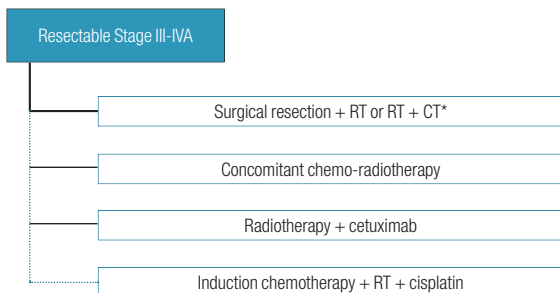 Resectable Stage III-IVA
Surgical resection + RT or RT + CT*
Concomitant chemo-radiotherapy
Radiotherapy + cetuximab
Induction chemotherapy + RT + cisplatin